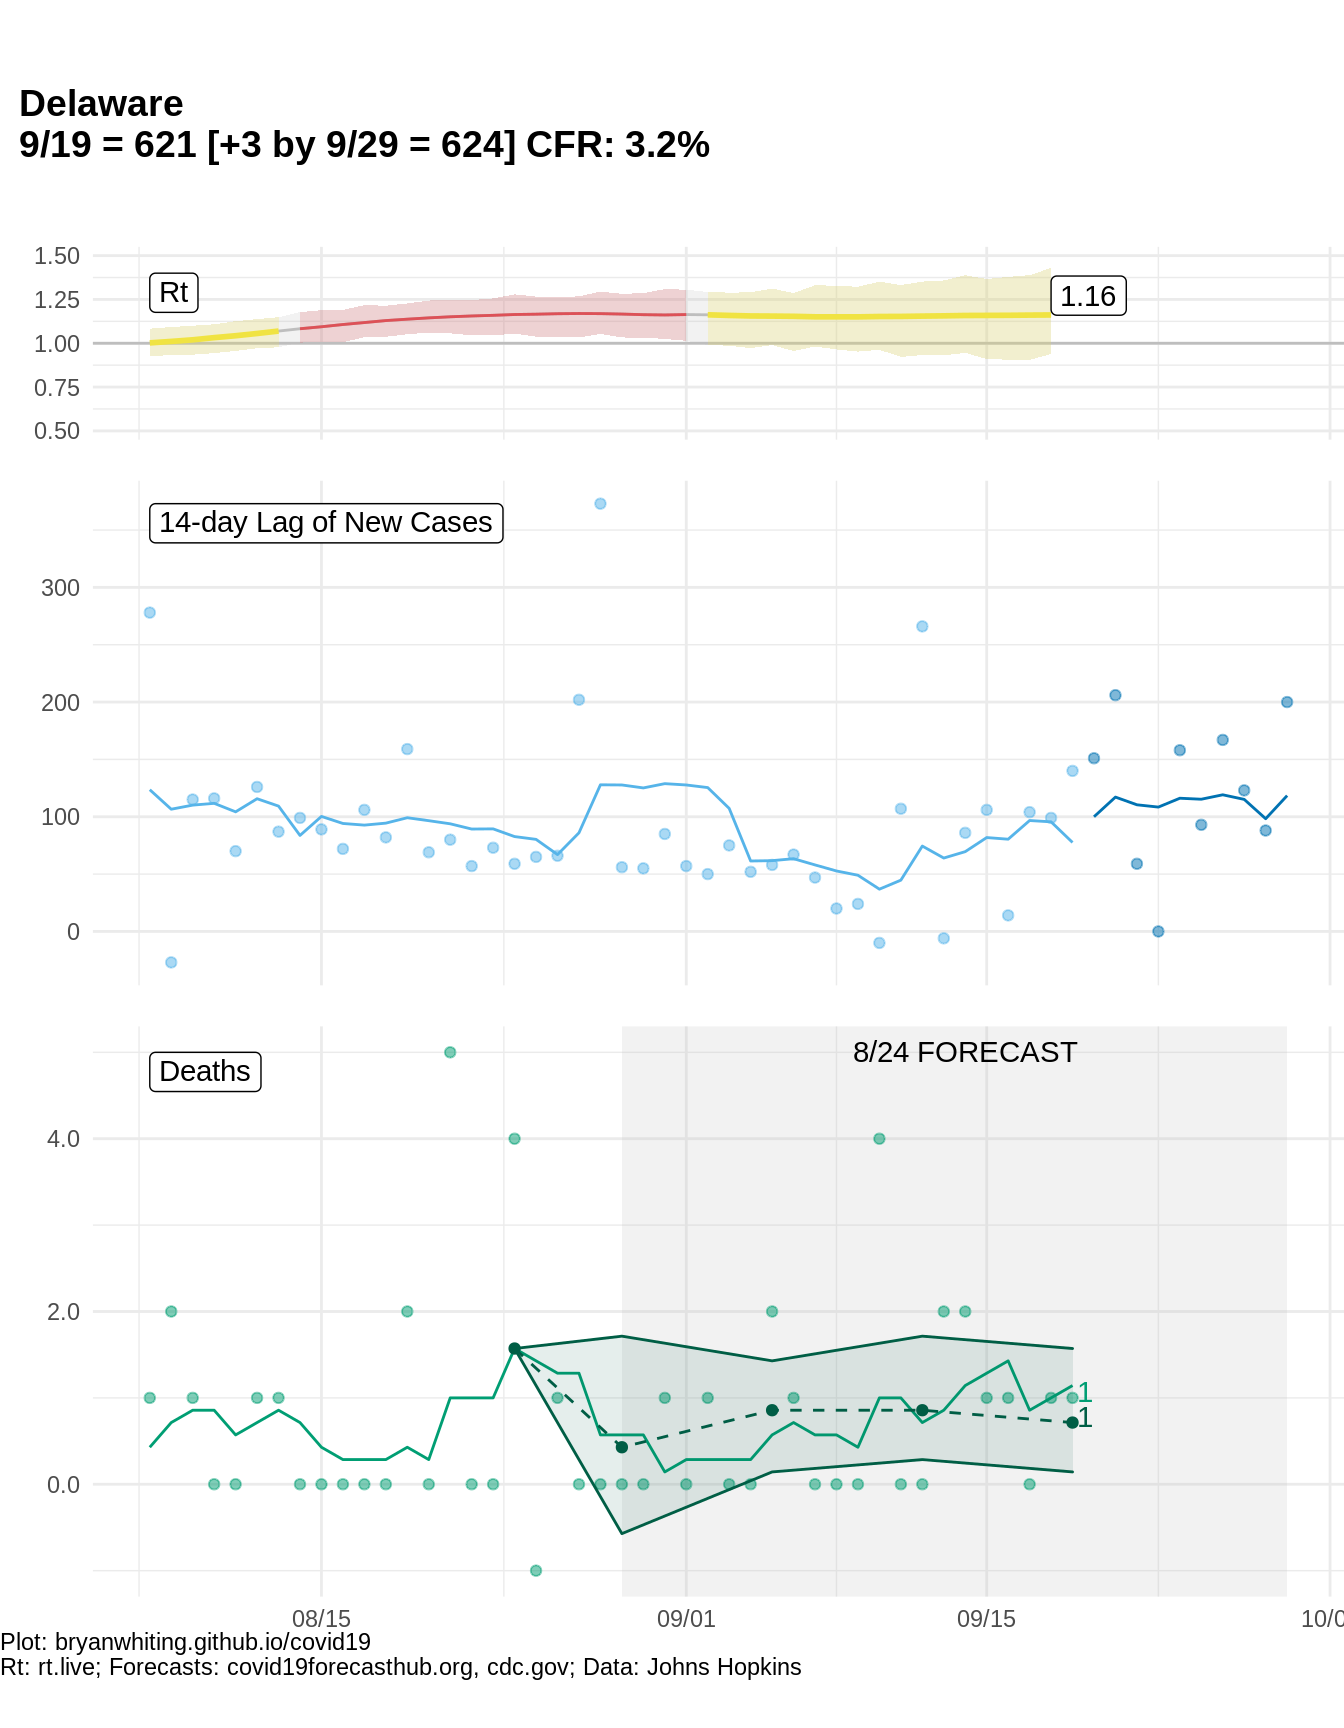 Delaware
9/19 = 621 [+3 by 9/29 = 624] CFR: 3.2%
1.50
1.25
1.00
0.75
0.50
Rt
1.16
14-day Lag of New Cases
300
200
100
0
8/24 FORECAST
Deaths
4.0
2.0
0.0
1
1
08/15
09/01
09/15
10/0
Plot: bryanwhiting.github.io/covid19
Rt: rt.live; Forecasts: covid19forecasthub.org, cdc.gov; Data: Johns Hopkins